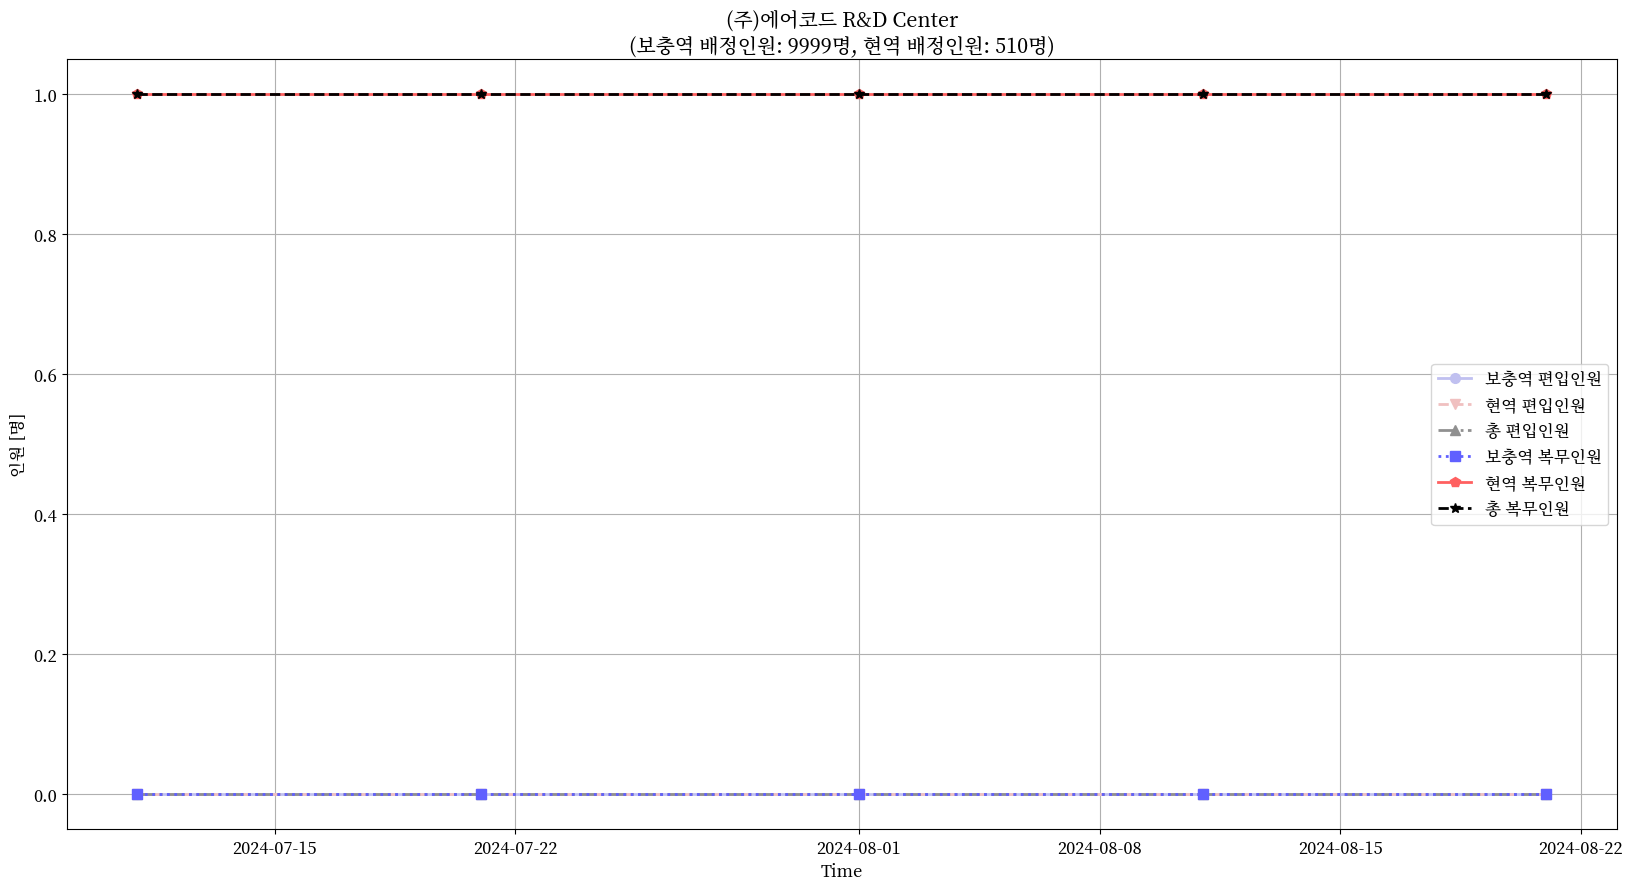 (주)에어코드 R&D Center
(보충역 배정인원: 9999명, 현역 배정인원: 510명)
인원 [명]
1.0
0.8
0.6
0.4
0.2
0.0
보충역 편입인원
현역 편입인원
총 편입인원
보충역 복무인원
현역 복무인원
총 복무인원
2024-07-15 2024-07-22 2024-08-01 2024-08-08 2024-08-15 2024-08-22
Time